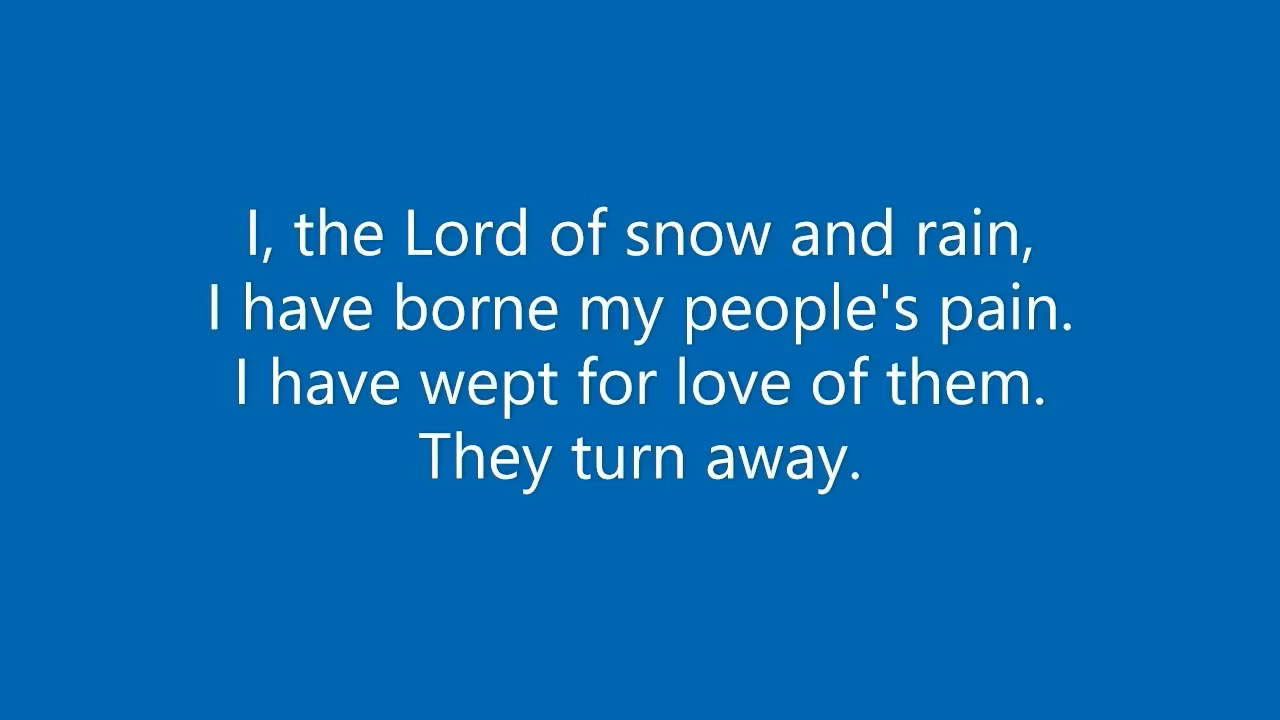 I, the Lord of snow and rain,
I have borne my people's pain.
I have wept for love of them.
They turn away.